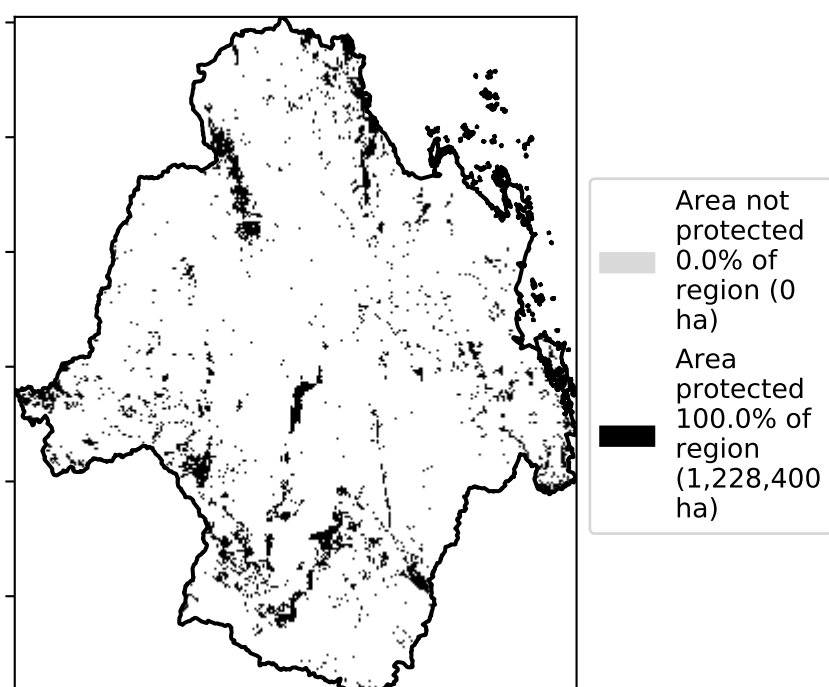 Area not
protected
0.0% of
region (0
ha)
Area
protected
100.0% of
region
(1,228,400
ha)